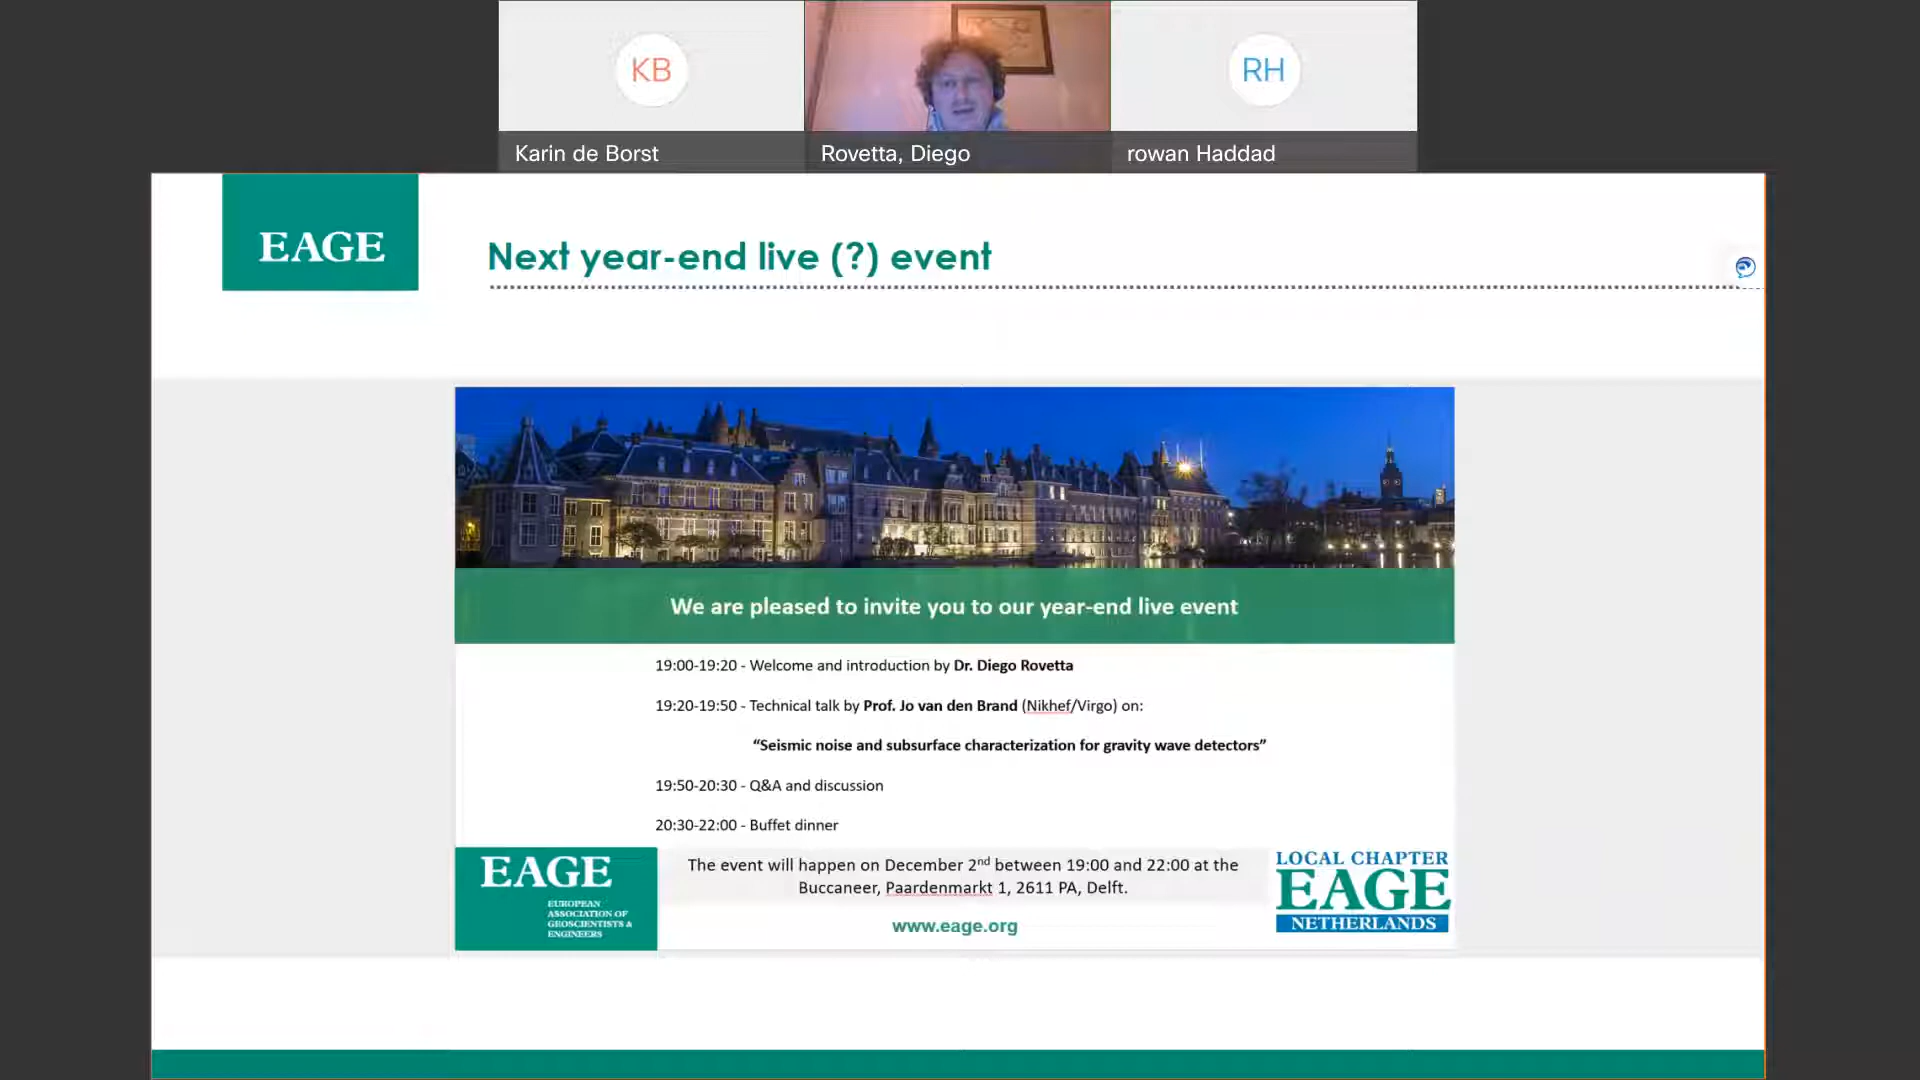 KB
RH
Karin de Borst
Rovetta, Diego
rowan Haddad
EAGE
Next year-end live (?) event
We are pleased to invite you to our year-end live event
19:00-19:20 - Welcome and introduction by Dr. Diego Rovetta
19:20-19:50 - Technical talk by Prof. Jo van den Brand (Nikhef/Virgo) on:
“Seismic noise and subsurface characterization for gravity wave detectors”
19:50-20:30 - Q&A and discussion
20:30-22:00 - Buffet dinner
EAGE
EUROPEAN
ASSOCIATION OF
GEOSCIENTISTS &
ENGINEERS
The event will happen on December 2nd between 19:00 and 22:00 at the
Buccaneer, Paardenmarkt 1, 2611 PA, Delft.
www.eage.org
LOCAL CHAPTER
EAGE
NETHERLANDS